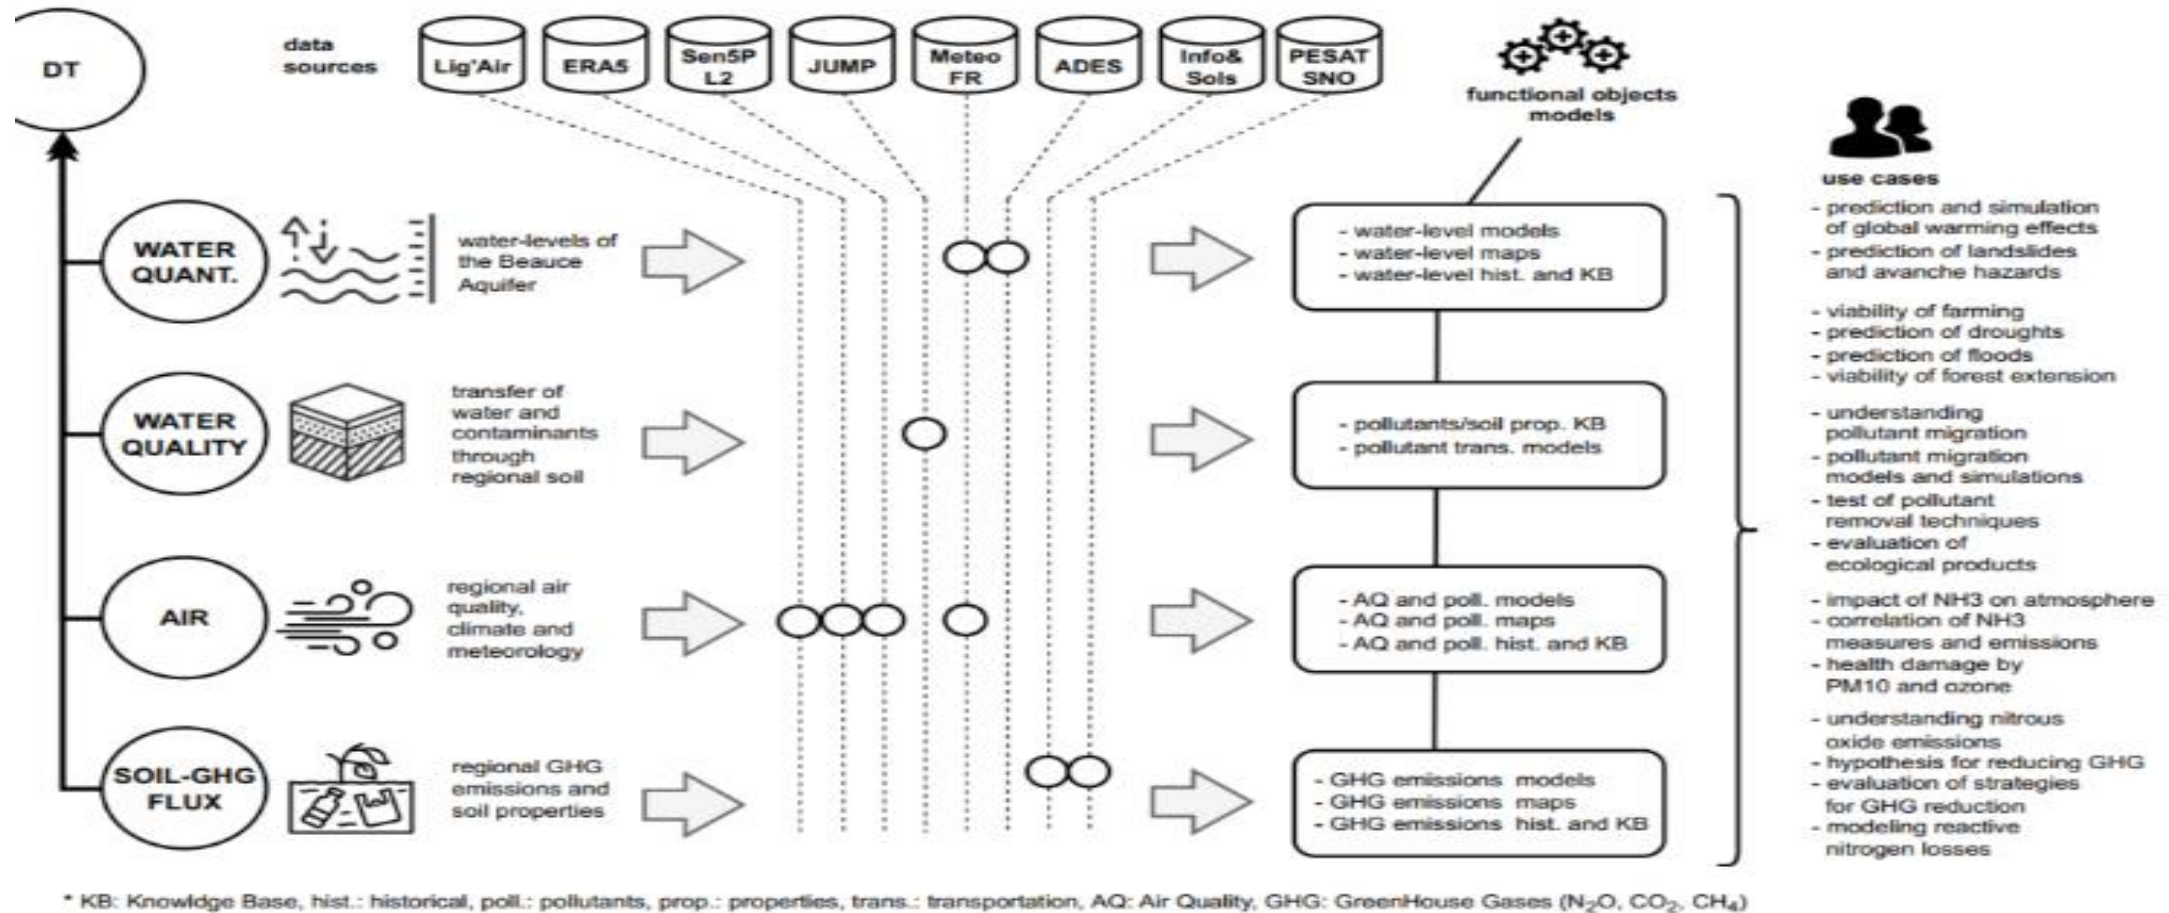 DT
data
sources
Lig'Air
ERA5
Sen5P
L2
JUMP
Meteo
FR
ADES
Info&
Sols
PESAT
SNO
functional objects
models
use cases
WATER
QUANT.
water-levels of
the Beauce
Aquifer
- water-level models
- water-level maps
- water-level hist. and KB
- prediction and simulation
of global warming effects
- prediction of landslides
and avanche hazards
- viability of farming
- prediction of droughts
- prediction of floods
- viability of forest extension
WATER
QUALITY
transfer of
water and
contaminants
through
regional soil
- pollutants/soil prop. KB
- pollutant trans. models
- understanding
pollutant migration
- pollutant migration
models and simulations
- test of pollutant
removal techniques
- evaluation of
ecological products
AIR
regional air
quality,
climate and
meteorology
- AQ and poll. models
- AQ and poll. maps
- AQ and poll. hist. and KB
- impact of NH3 on atmosphere
- correlation of NH3
measures and emissions
- health damage by
PM10 and ozone
SOIL-GHG
FLUX
regional GHG
emissions and
soil properties
- GHG emissions models
- GHG emissions maps
- GHG emissions hist. and KB
- understanding nitrous
oxide emissions
- hypothesis for reducing GHG
- evaluation of strategies
for GHG reduction
- modeling reactive
nitrogen losses
* KB: Knowldge Base, hist.: historical, poll.: pollutants, prop.: properties, trans.: transportation, AQ: Air Quality, GHG: GreenHouse Gases (N₂O, CO₂, CH₄)